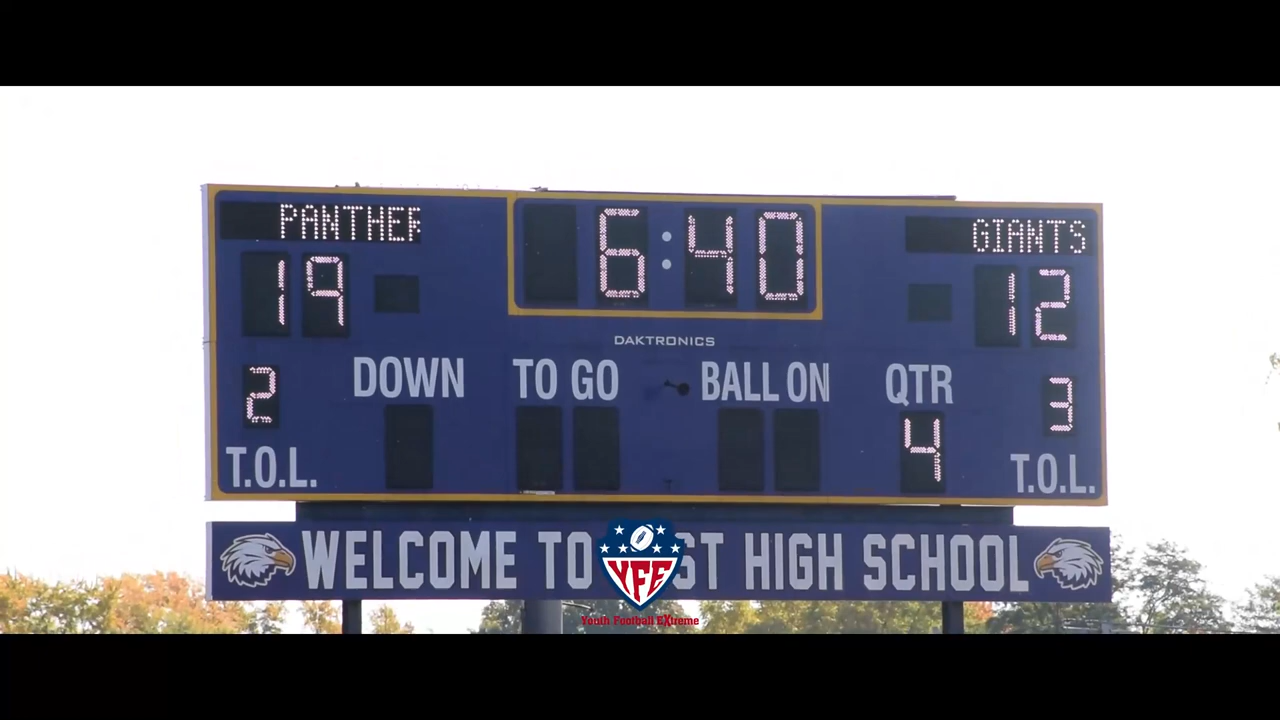 PANTHER 6:40 GIANTS
19 12
DAKTRONICS
DOWN TO GO BALL ON QTR
2 4 3
T.O.L. T.O.L.
WELCOME TO ST HIGH SCHOOL
YFE
Youth Football EXtreme